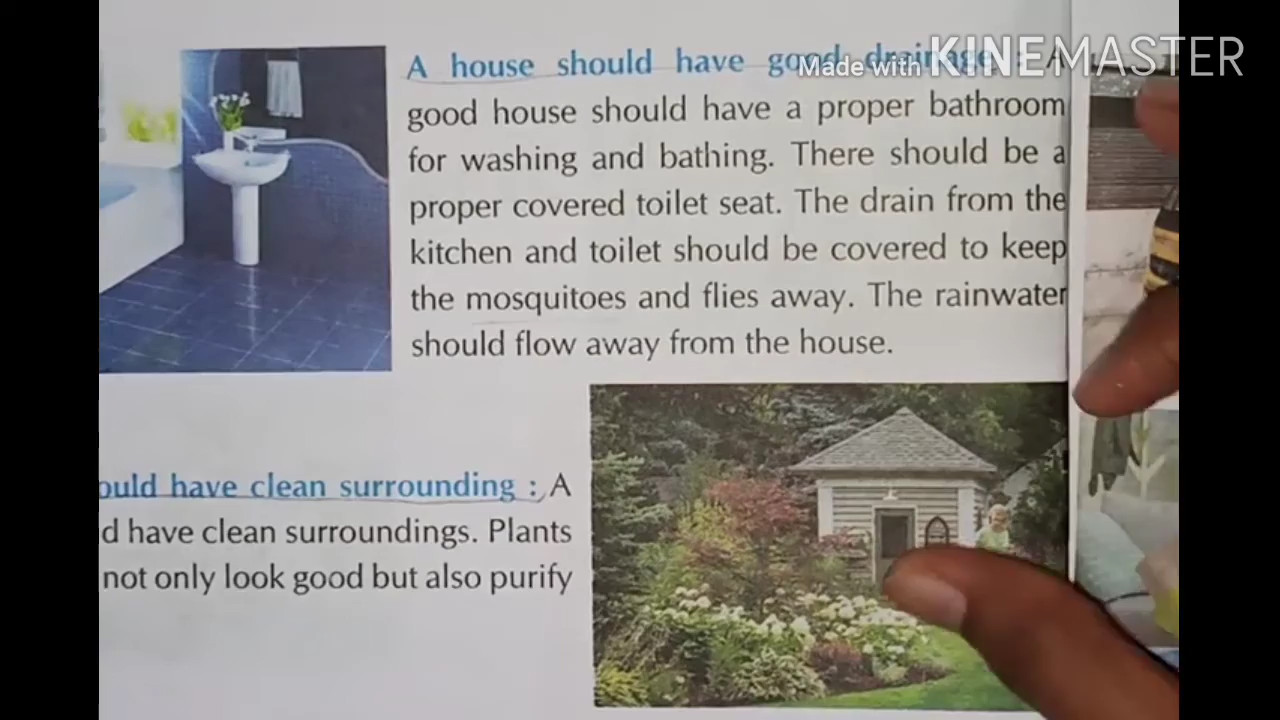 A house should have good drainage : A
Made with KINEMASTER
good house should have a proper bathroom
for washing and bathing. There should be a
proper covered toilet seat. The drain from the
kitchen and toilet should be covered to keep
the mosquitoes and flies away. The rainwater
should flow away from the house.
ould have clean surrounding : A
d have clean surroundings. Plants
not only look good but also purify